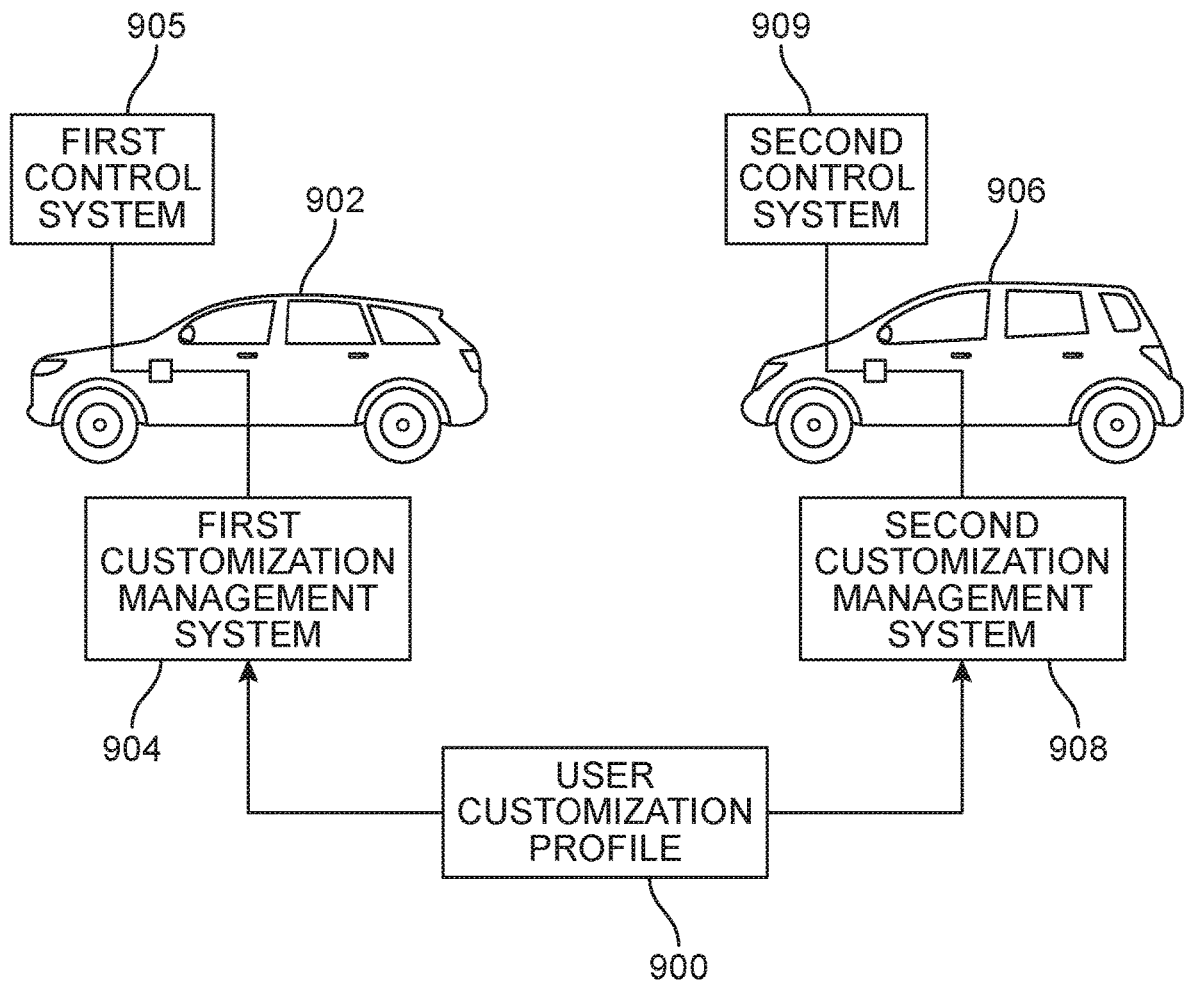 905
909
FIRST
CONTROL
SYSTEM
SECOND
CONTROL
SYSTEM
902
906
FIRST
CUSTOMIZATION
MANAGEMENT
SYSTEM
SECOND
CUSTOMIZATION
MANAGEMENT
SYSTEM
904
908
USER
CUSTOMIZATION
PROFILE
900